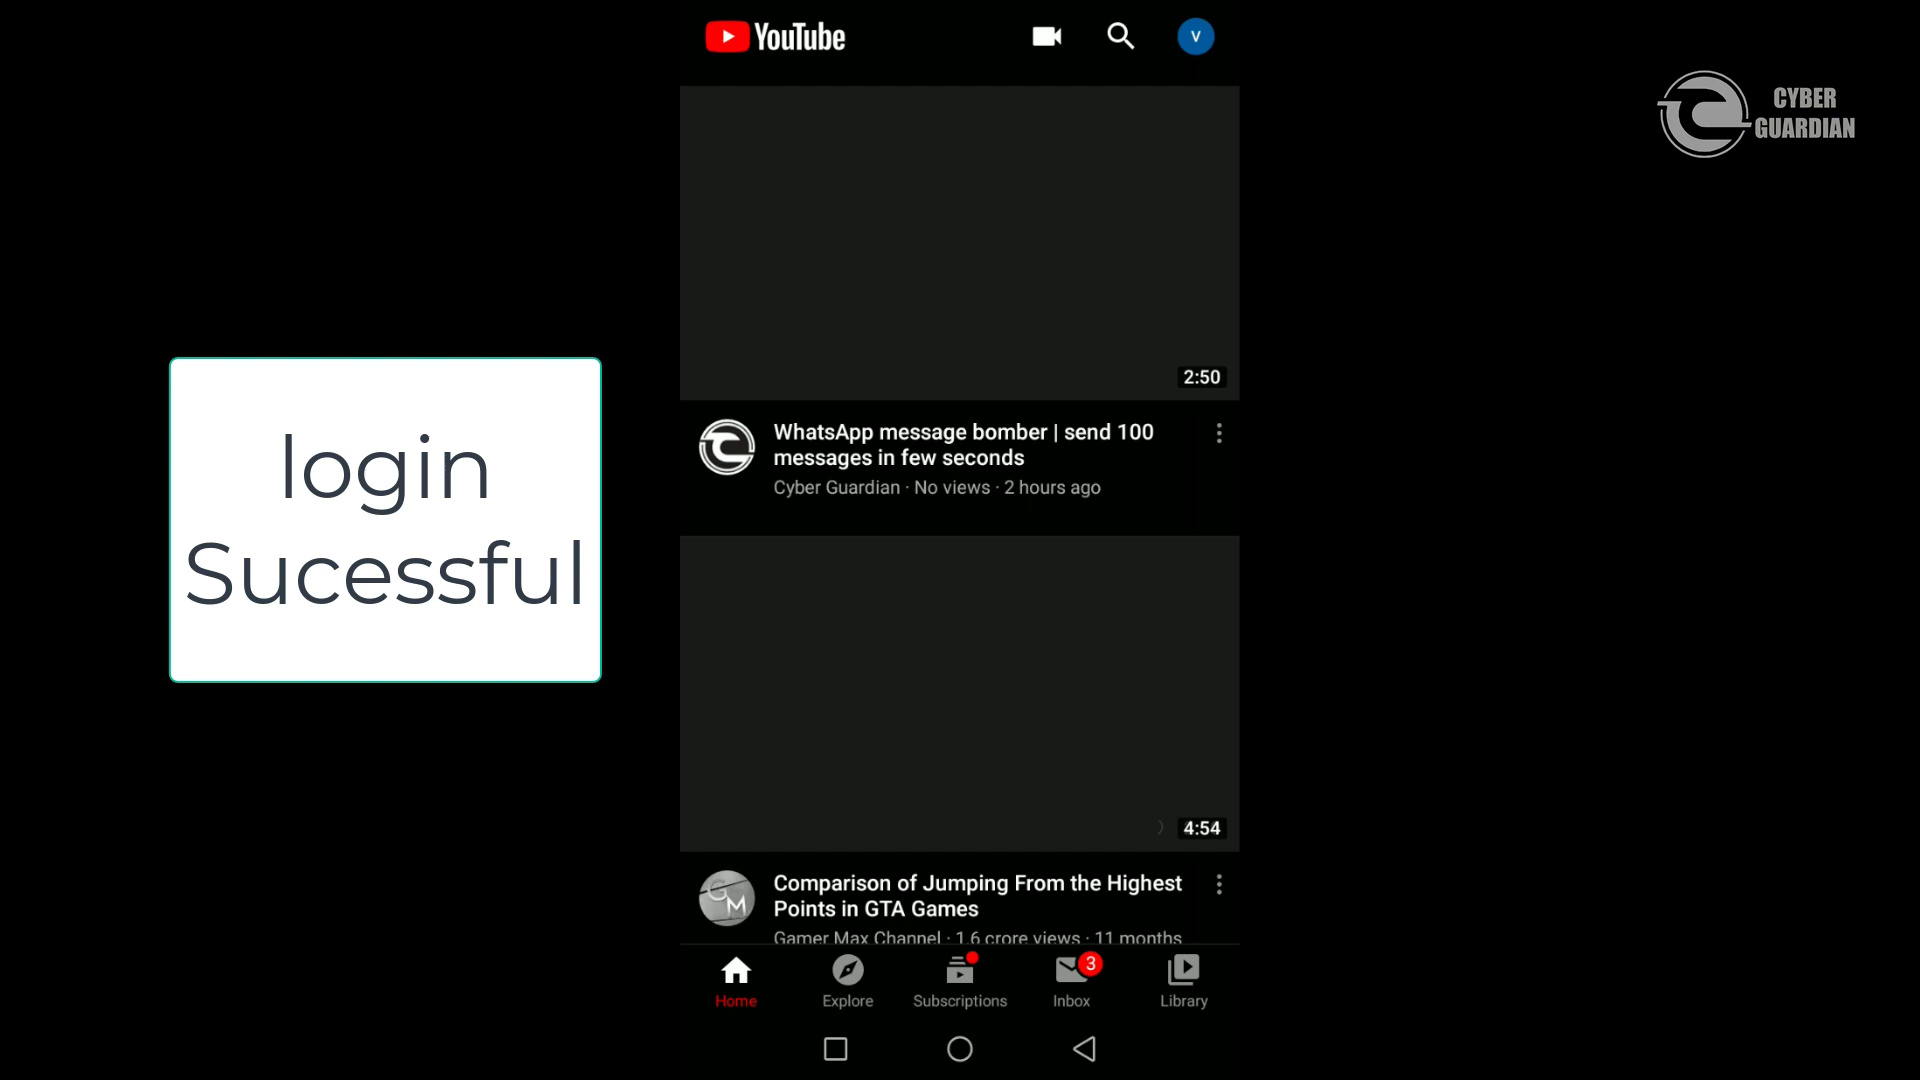 YouTube
V
CYBER
GUARDIAN
2:50
login
Sucessful
WhatsApp message bomber | send 100
messages in few seconds
Cyber Guardian · No views · 2 hours ago
4:54
GM
Comparison of Jumping From the Highest
Points in GTA Games
Gamer Max Channel · 1.6 crore views · 11 months
3
Home
Explore
Subscriptions
Inbox
Library